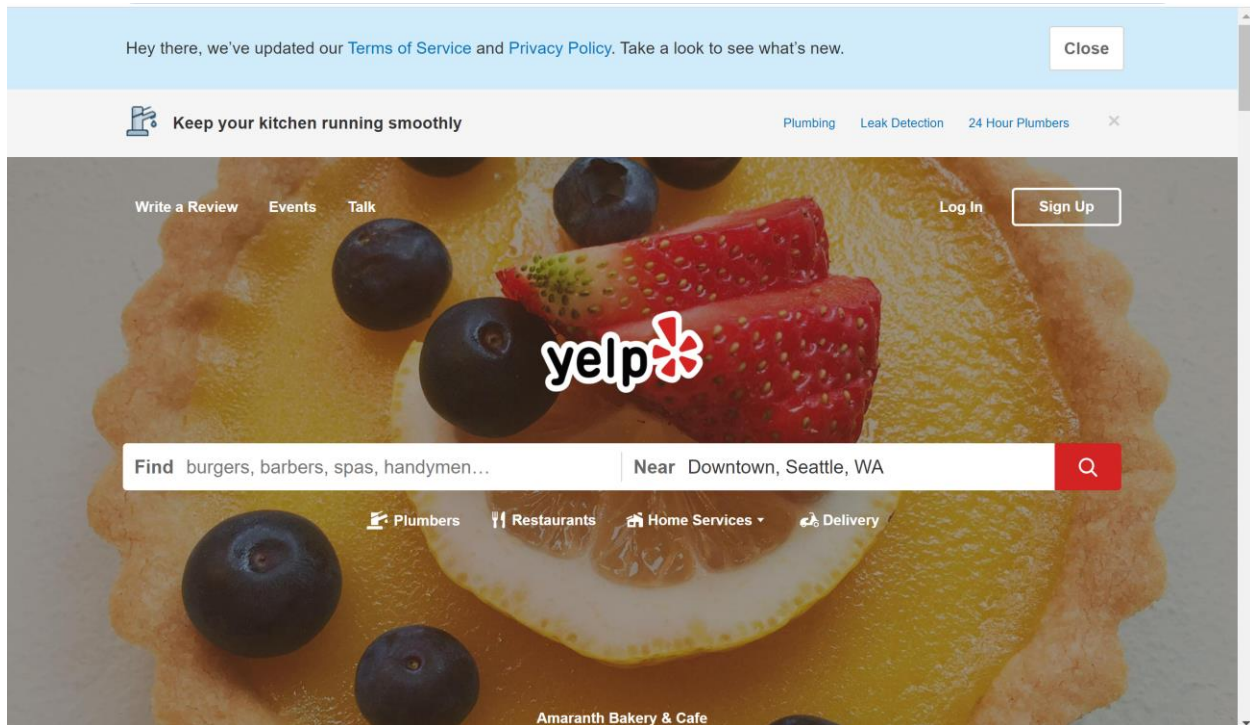 Hey there, we've updated our Terms of Service and Privacy Policy. Take a look to see what's new.
Close
Keep your kitchen running smoothly
Plumbing Leak Detection 24 Hour Plumbers ×
Write a Review Events Talk
Log In Sign Up
yelp
Find burgers, barbers, spas, handymen…
Near Downtown, Seattle, WA
Plumbers Restaurants Home Services Delivery
Amaranth Bakery & Cafe